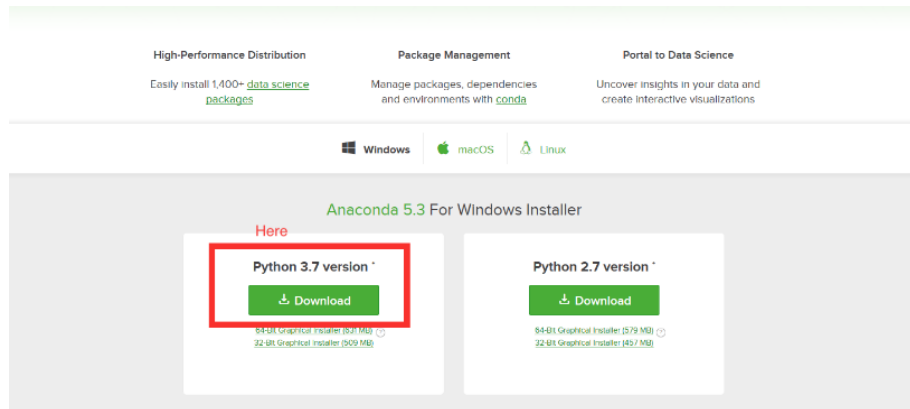 High-Performance Distribution
Easily install 1,400+ data science
packages
Package Management
Manage packages, dependencies
and environments with conda
Portal to Data Science
Uncover insights in your data and
create interactive visualizations
Windows
macOS
Linux
Anaconda 5.3 For Windows Installer
Here
Python 3.7 version *
Download
64-Bit Graphical Installer (631 MB) ?
32-Bit Graphical Installer (509 MB)
Python 2.7 version *
Download
64-Bit Graphical Installer (579 MB) ?
32-Bit Graphical Installer (457 MB)